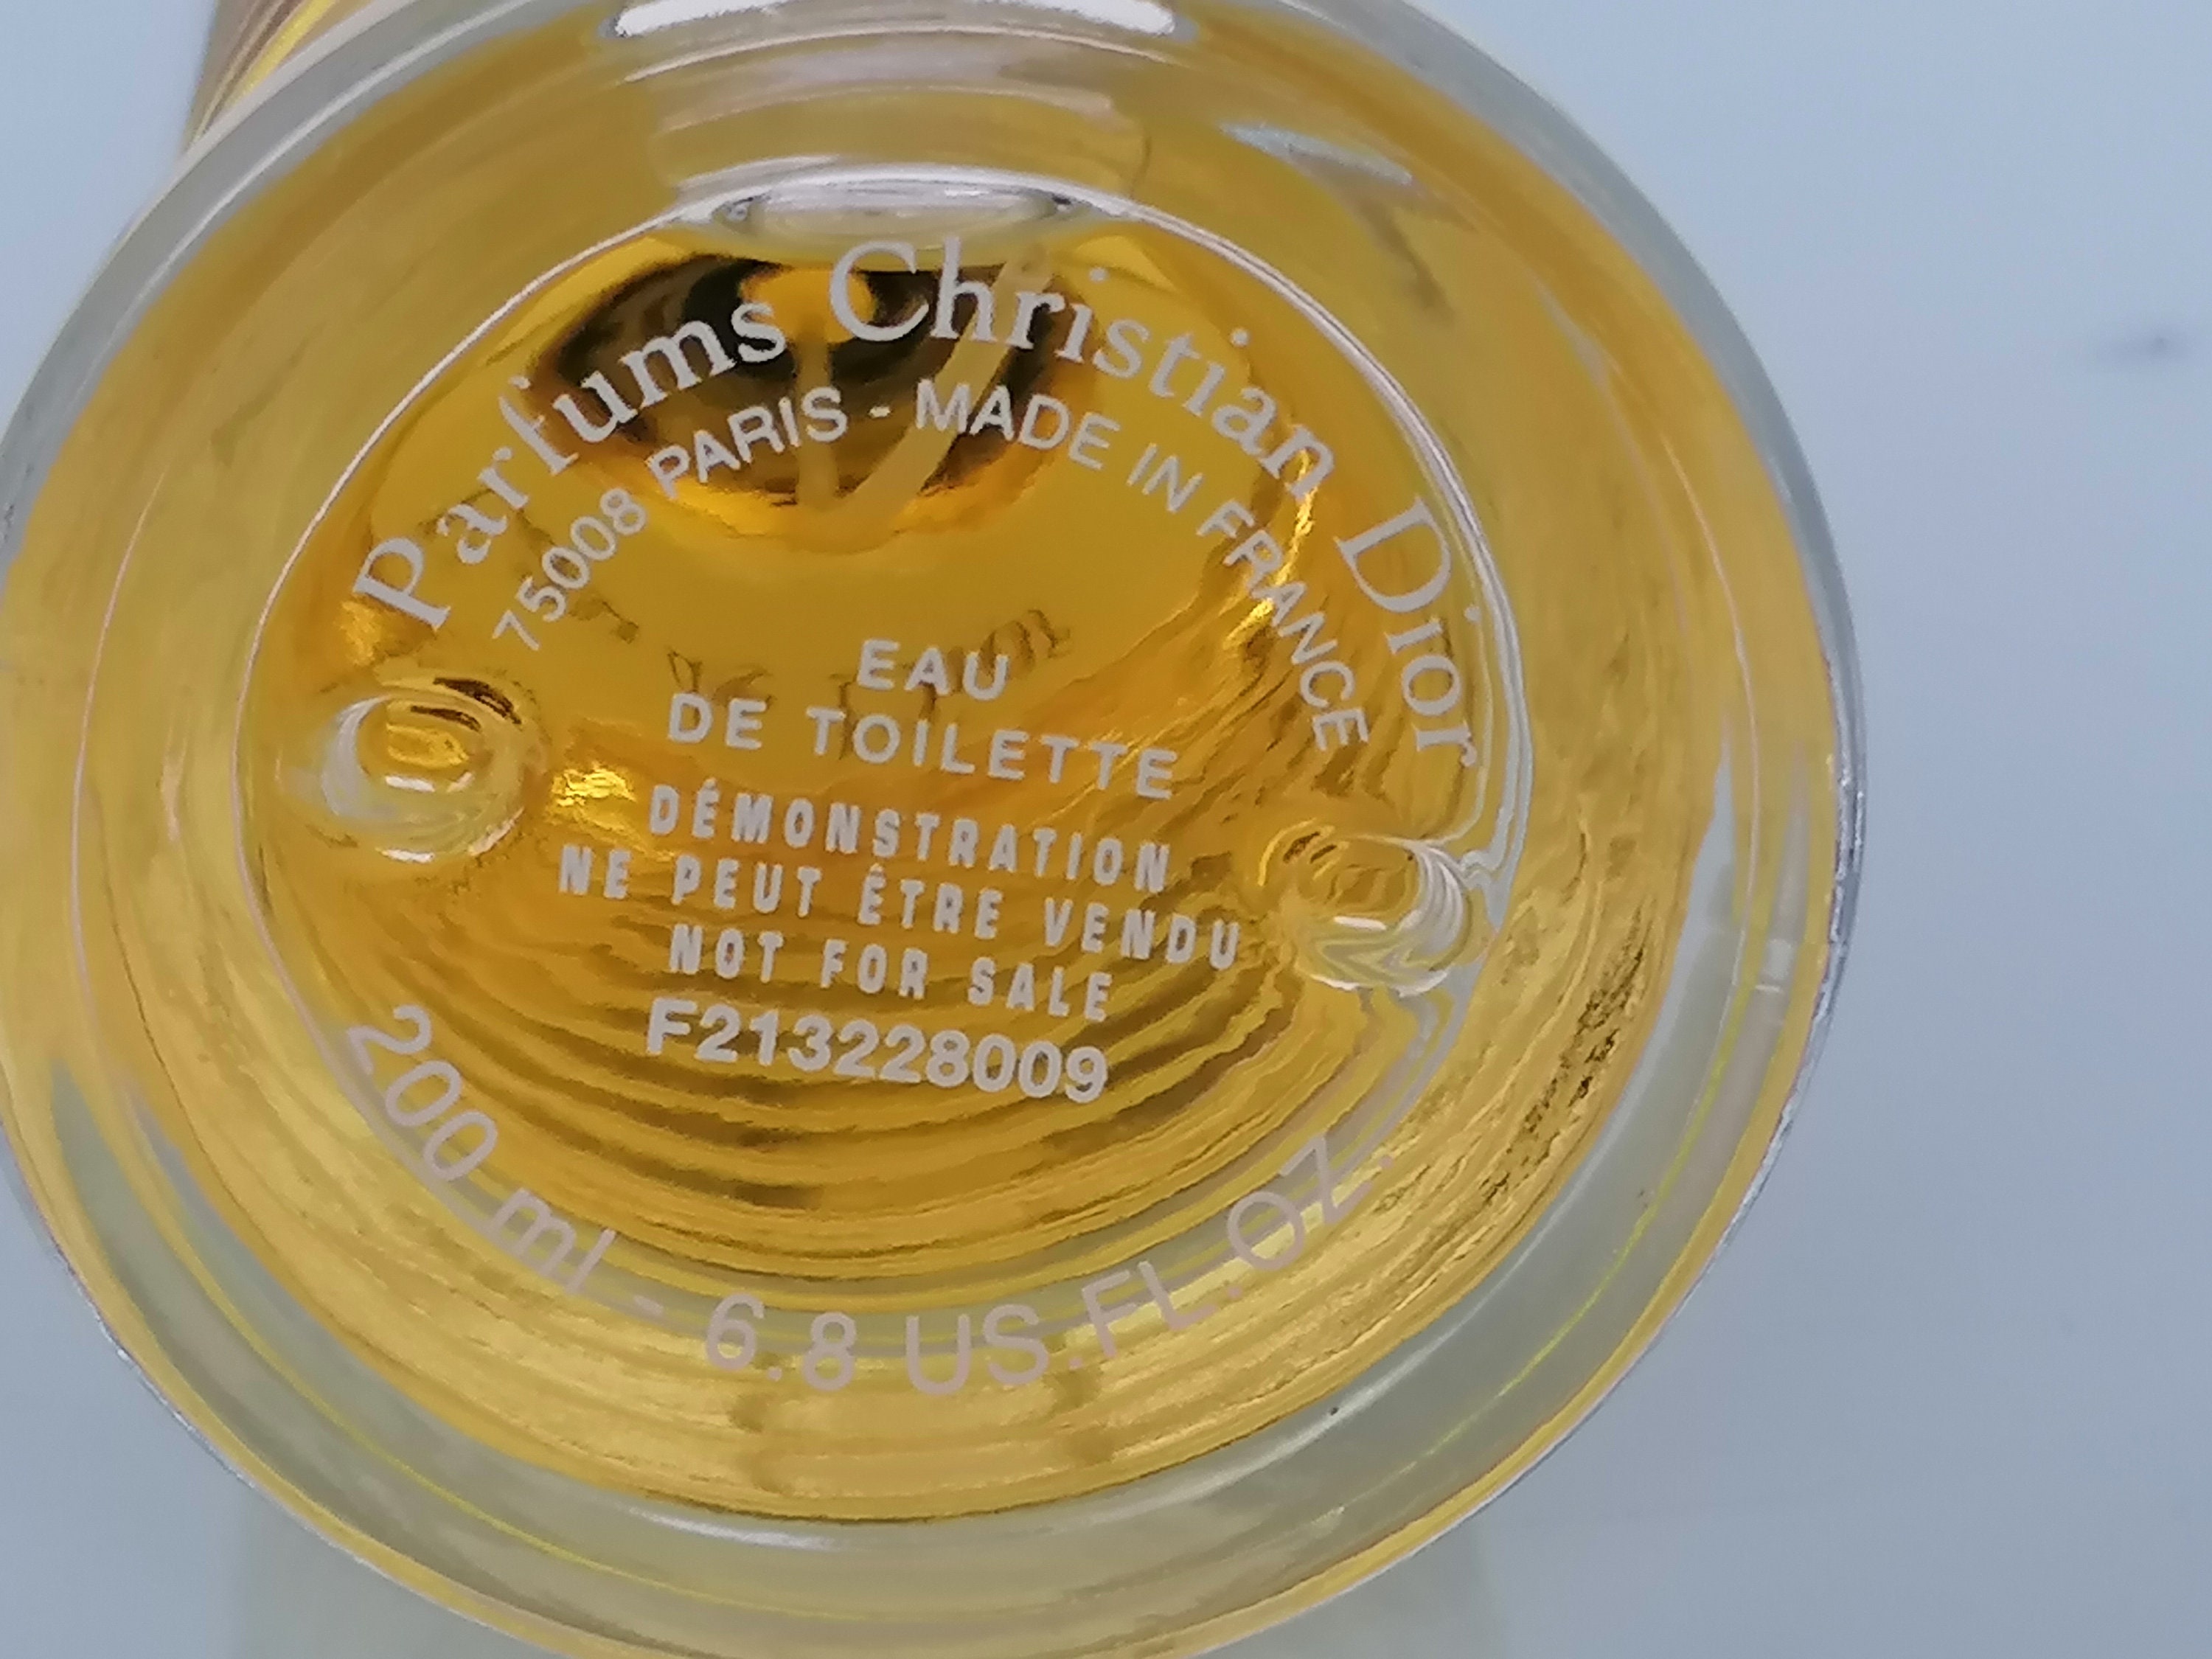 Parfums Christian Dior
75008 PARIS - MADE IN FRANCE
EAU
DE TOILETTE
DÉMONSTRATION
NE PEUT ÊTRE VENDU
NOT FOR SALE
F213228009
200 ml - 6.8 US.FL.OZ.